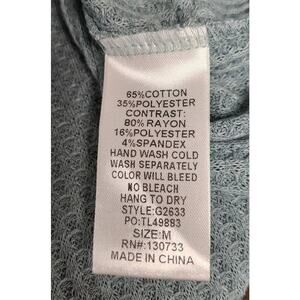 65%COTTON
35%POLYESTER
CONTRAST:
80%RAYON
16%POLYESTER
4%SPANDEX
HAND WASH COLD
WASH SEPARATELY
COLOR WILL BLEED
NO BLEACH
HANG TO DRY
STYLE:G2633
PO:TL49883
SIZE:M
RN#:130733
MADE IN CHINA